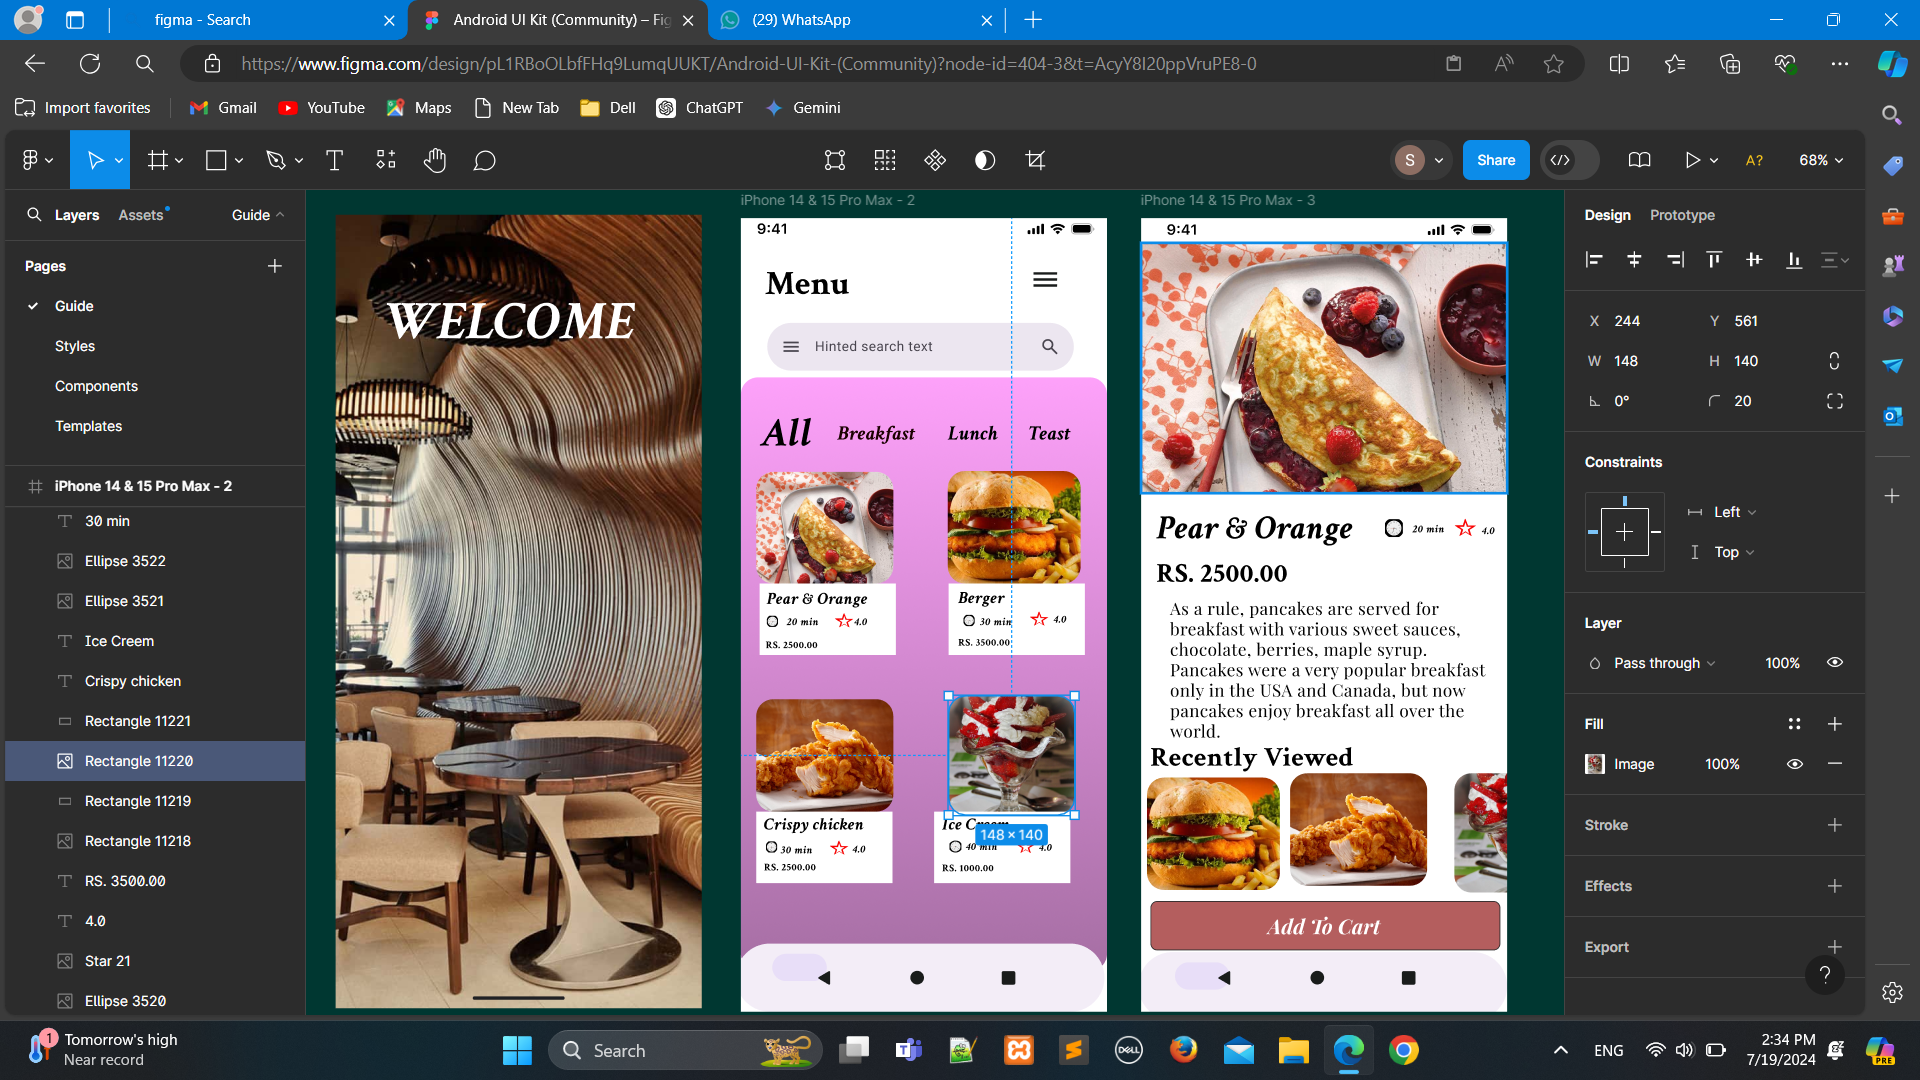 figma - Search
Android UI Kit (Community) – Fig
(29) WhatsApp
https://www.figma.com/design/pL1RBoOLbfFHq9LumqUUKT/Android-UI-Kit-(Community)?node-id=404-3&t=AcyY8I20ppVruPE8-0
Import favorites
Gmail
YouTube
Maps
New Tab
Dell
ChatGPT
Gemini
S
Share
A?
68%
Layers
Assets
Guide
Pages
Guide
Styles
Components
Templates
iPhone 14 & 15 Pro Max - 2
30 min
Ellipse 3522
Ellipse 3521
Ice Creem
Crispy chicken
Rectangle 11221
Rectangle 11220
Rectangle 11219
Rectangle 11218
RS. 3500.00
4.0
Star 21
Ellipse 3520
WELCOME
iPhone 14 & 15 Pro Max - 2
9:41
Menu
Hinted search text
All
Breakfast
Lunch
Teast
Pear & Orange
20 min
4.0
RS. 2500.00
Berger
30 min
4.0
RS. 3500.00
Crispy chicken
30 min
4.0
RS. 2500.00
Ice Creem
148 × 140
40 min
4.0
RS. 1000.00
iPhone 14 & 15 Pro Max - 3
9:41
Pear & Orange
20 min
4.0
RS. 2500.00
As a rule, pancakes are served for
breakfast with various sweet sauces,
chocolate, berries, maple syrup.
Pancakes were a very popular breakfast
only in the USA and Canada, but now
pancakes enjoy breakfast all over the
world.
Recently Viewed
Add To Cart
Design
Prototype
X 244
Y 561
W 148
H 140
0°
20
Constraints
Left
Top
Layer
Pass through
100%
Fill
Image
100%
Stroke
Effects
Export
?
1
Tomorrow's high
Near record
Search
DELL
ENG
2:34 PM
7/19/2024
PRE